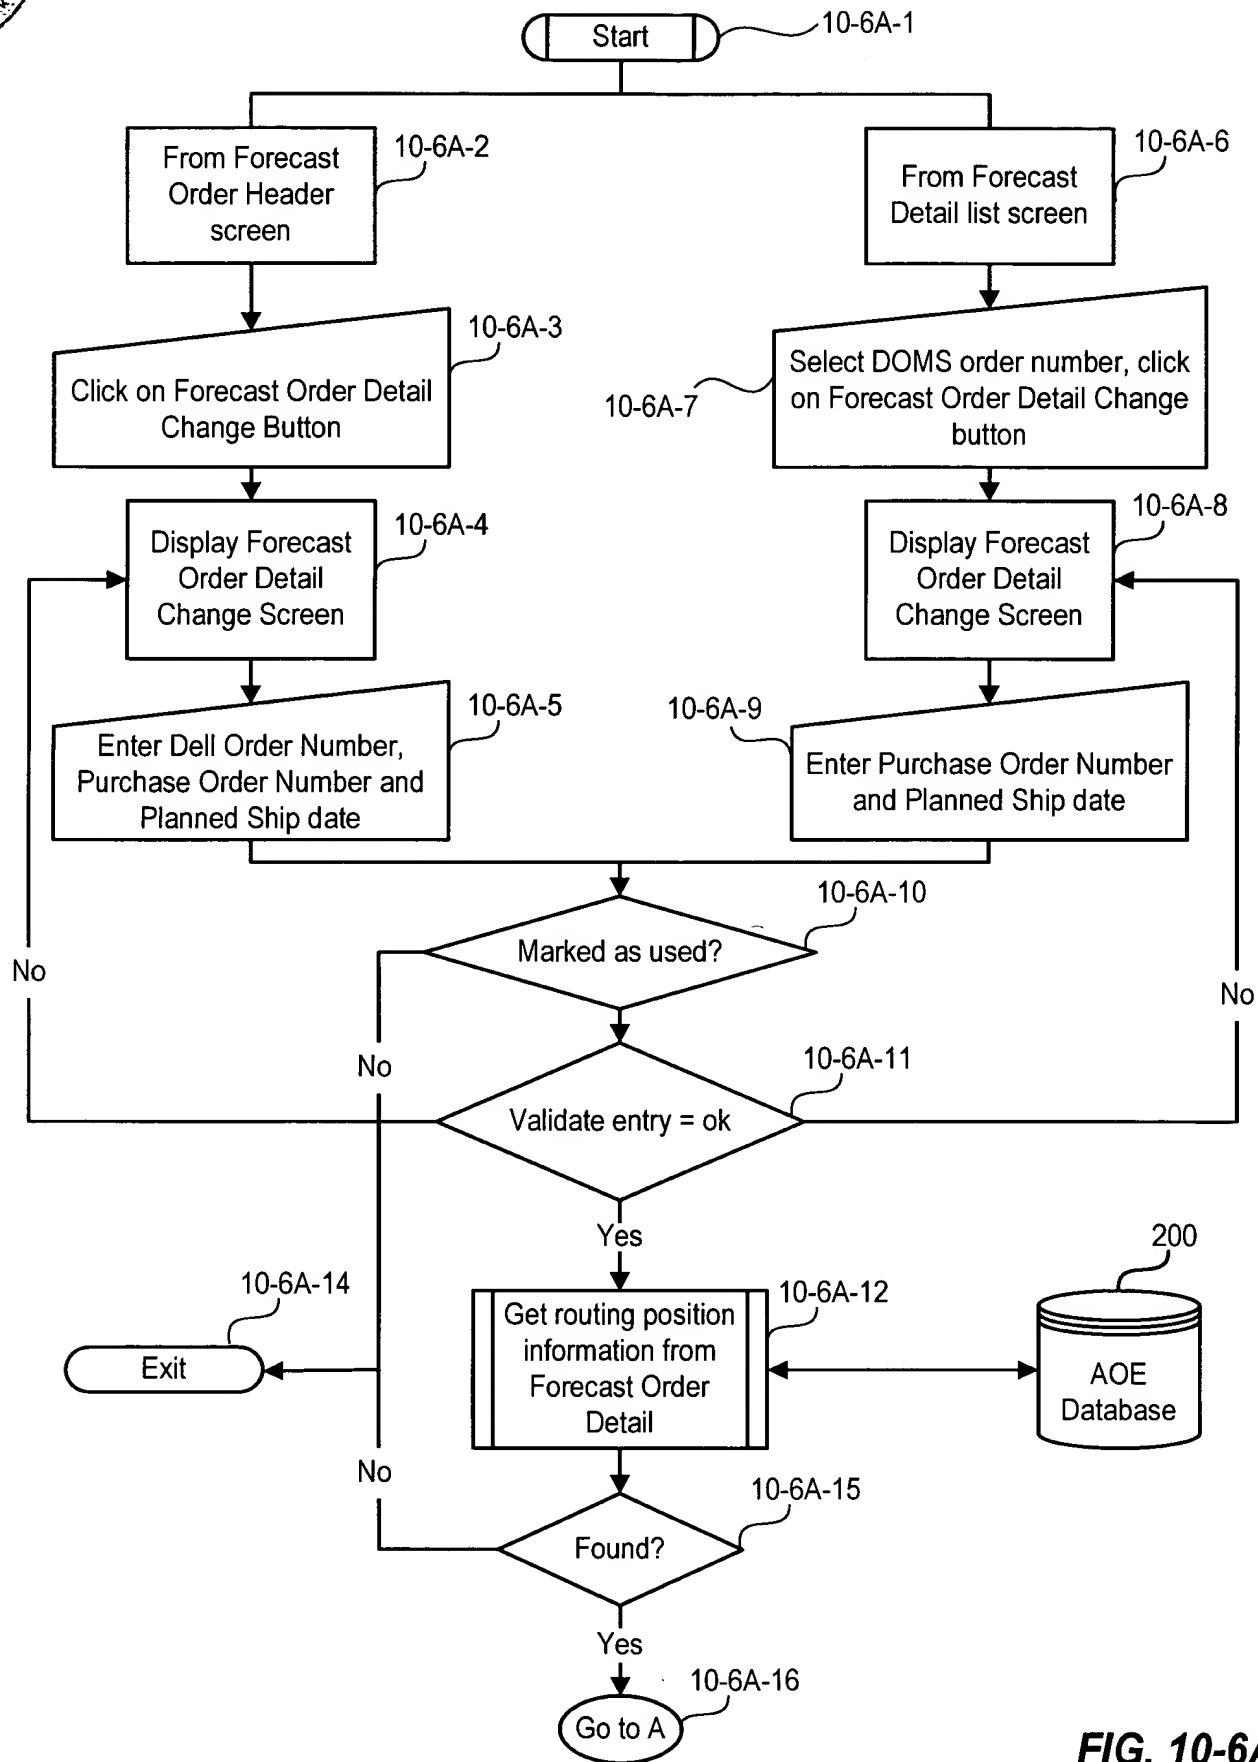 Start
10-6A-1
From Forecast
Order Header
screen
10-6A-2
From Forecast
Detail list screen
10-6A-6
Click on Forecast Order Detail
Change Button
10-6A-3
Select DOMS order number, click
on Forecast Order Detail Change
button
10-6A-7
Display Forecast
Order Detail
Change Screen
10-6A-4
Display Forecast
Order Detail
Change Screen
10-6A-8
Enter Dell Order Number,
Purchase Order Number and
Planned Ship date
10-6A-5
Enter Purchase Order Number
and Planned Ship date
10-6A-9
Marked as used?
10-6A-10
No
No
No
Validate entry = ok
10-6A-11
Yes
Get routing position
information from
Forecast Order
Detail
10-6A-12
200
AOE
Database
10-6A-14
Exit
No
Found?
10-6A-15
Yes
Go to A
10-6A-16
FIG. 10-6A